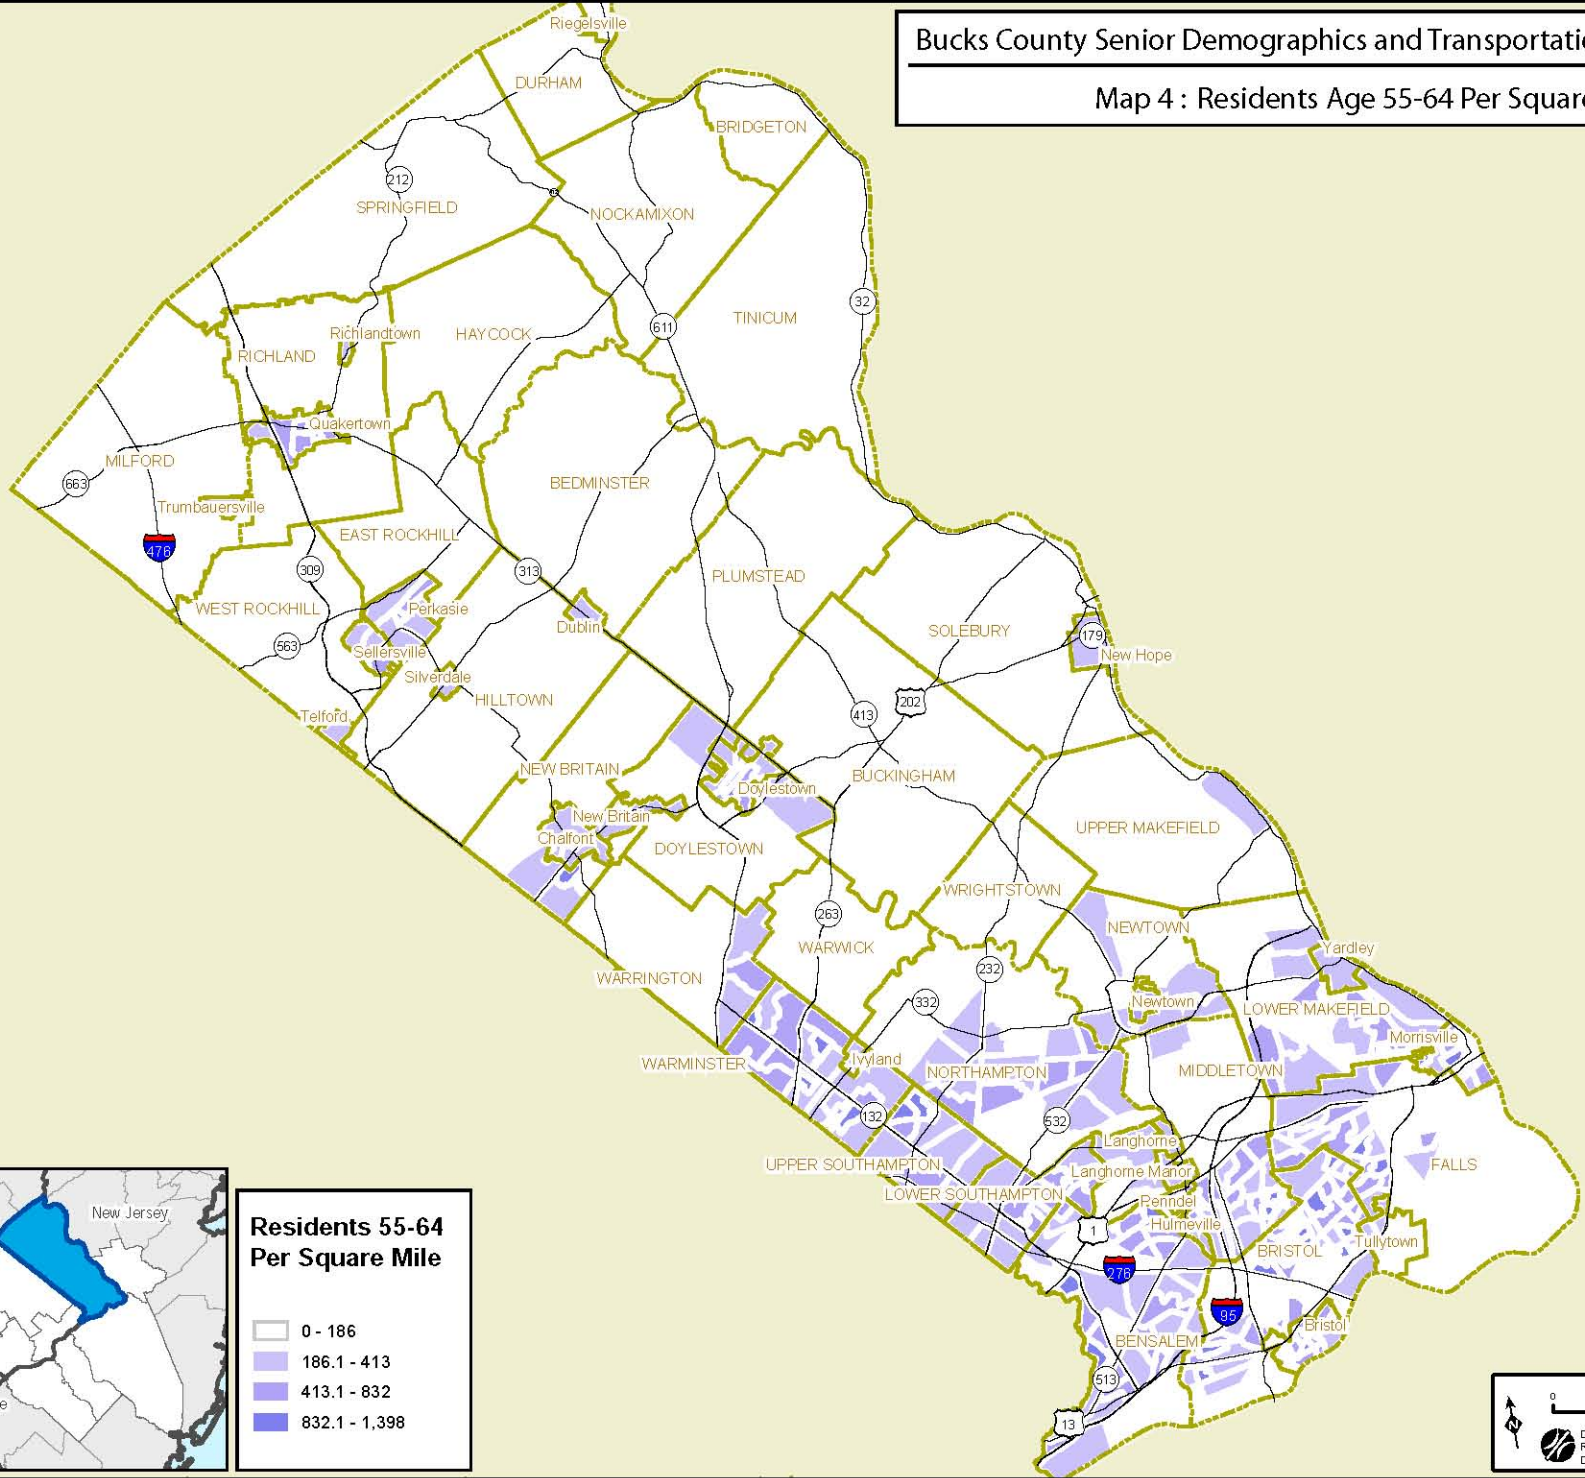 Bucks County Senior Demographics and Transportatio
Map 4 : Residents Age 55-64 Per Square
Riegelsville
DURHAM
BRIDGETON
212
SPRINGFIELD
NOCKAMIXON
32
TINICUM
611
Richlandtown
HAYCOCK
RICHLAND
Quakertown
MILFORD
663
BEDMINSTER
Trumbauersville
EAST ROCKHILL
476
309
313
PLUMSTEAD
WEST ROCKHILL
Perkasie
Dublin
SOLEBURY
179
563
Sellersville
New Hope
Silverdale
HILLTOWN
202
413
Telford
NEW BRITAIN
BUCKINGHAM
Doylestown
New Britain
Chalfont
UPPER MAKEFIELD
DOYLESTOWN
WRIGHTSTOWN
263
NEWTOWN
WARWICK
Yardley
232
WARRINGTON
332
Newtown
LOWER MAKEFIELD
Morrisville
WARMINSTER
Ivyland
NORTHAMPTON
MIDDLETOWN
132
532
Langhorne
UPPER SOUTHAMPTON
Langhorne Manor
FALLS
LOWER SOUTHAMPTON
Penndel
Hulmeville
1
BRISTOL
Tullytown
276
95
BENSALEM
Bristol
513
13
New Jersey
e
Residents 55-64
Per Square Mile
0 - 186
186.1 - 413
413.1 - 832
832.1 - 1,398
N
0
D
R
D